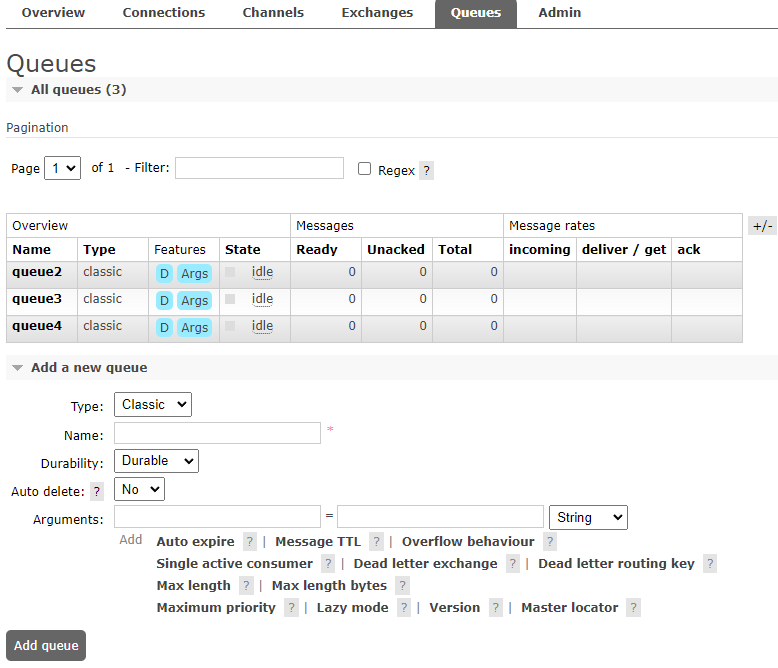 Overview Connections Channels Exchanges Queues Admin
Queues
All queues (3)
Pagination
Page 1 of 1 - Filter: Regex ?
Overview Messages Message rates +/-
Name Type Features State Ready Unacked Total incoming deliver / get ack
queue2 classic D Args idle 0 0 0
queue3 classic D Args idle 0 0 0
queue4 classic D Args idle 0 0 0
Add a new queue
Type: Classic
Name: *
Durability: Durable
Auto delete: ? No
Arguments: = String
Add Auto expire ? | Message TTL ? | Overflow behaviour ?
Single active consumer ? | Dead letter exchange ? | Dead letter routing key ?
Max length ? | Max length bytes ?
Maximum priority ? | Lazy mode ? | Version ? | Master locator ?
Add queue